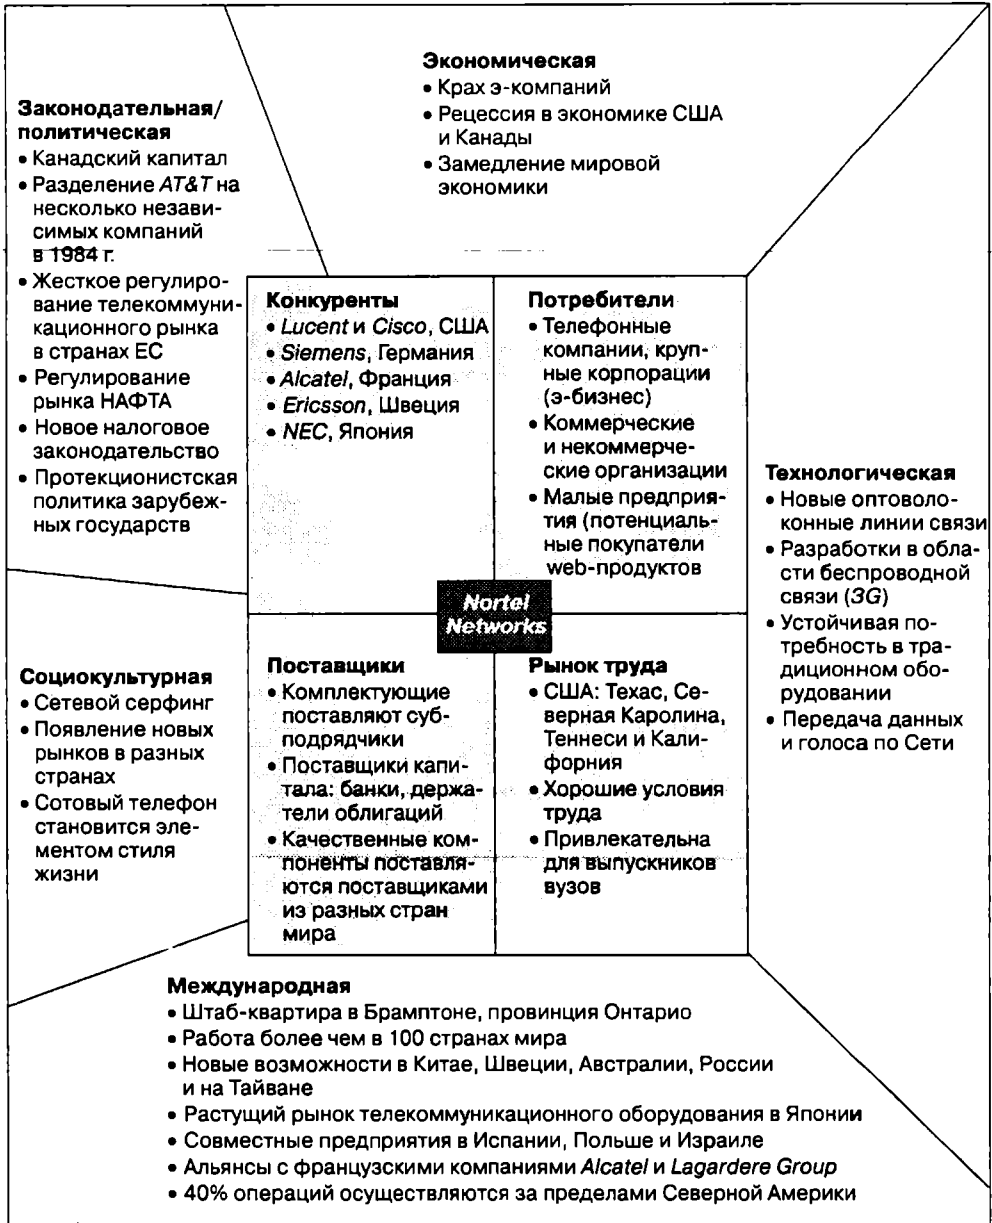 Экономическая
• Крах э-компаний
• Рецессия в экономике США
и Канады
• Замедление мировой
экономики
Законодательная/
политическая
• Канадский капитал
• Разделение AT&T на
несколько незави-
симых компаний
в 1984 г.
• Жесткое регулиро-
вание телекоммуни-
кационного рынка
в странах ЕС
• Регулирование
рынка НАФТА
• Новое налоговое
законодательство
• Протекционистская
политика зарубеж-
ных государств
Конкуренты
• Lucent и Cisco, США
• Siemens, Германия
• Alcatel, Франция
• Ericsson, Швеция
• NEC, Япония
Потребители
• Телефонные
компании, круп-
ные корпорации
(э-бизнес)
• Коммерческие
и некоммерче-
ские организации
• Малые предприя-
тия (потенциаль-
ные покупатели
web-продуктов
Технологическая
• Новые оптоволо-
конные линии связи
• Разработки в обла-
сти беспроводной
связи (3G)
• Устойчивая по-
требность в тра-
диционном обо-
рудовании
• Передача данных
и голоса по Сети
Nortel
Networks
Социокультурная
• Сетевой серфинг
• Появление новых
рынков в разных
странах
• Сотовый телефон
становится эле-
ментом стиля
жизни
Поставщики
• Комплектующие
поставляют суб-
подрядчики
• Поставщики капи-
тала: банки, держа-
тели облигаций
• Качественные ком-
поненты поставля-
ются поставщиками
из разных стран
мира
Рынок труда
• США: Техас, Се-
верная Каролина,
Теннеси и Кали-
форния
• Хорошие условия
труда
• Привлекательна
для выпускников
вузов
Международная
• Штаб-квартира в Брамптоне, провинция Онтарио
• Работа более чем в 100 странах мира
• Новые возможности в Китае, Швеции, Австралии, России
и на Тайване
• Растущий рынок телекоммуникационного оборудования в Японии
• Совместные предприятия в Испании, Польше и Израиле
• Альянсы с французскими компаниями Alcatel и Lagardere Group
• 40% операций осуществляются за пределами Северной Америки